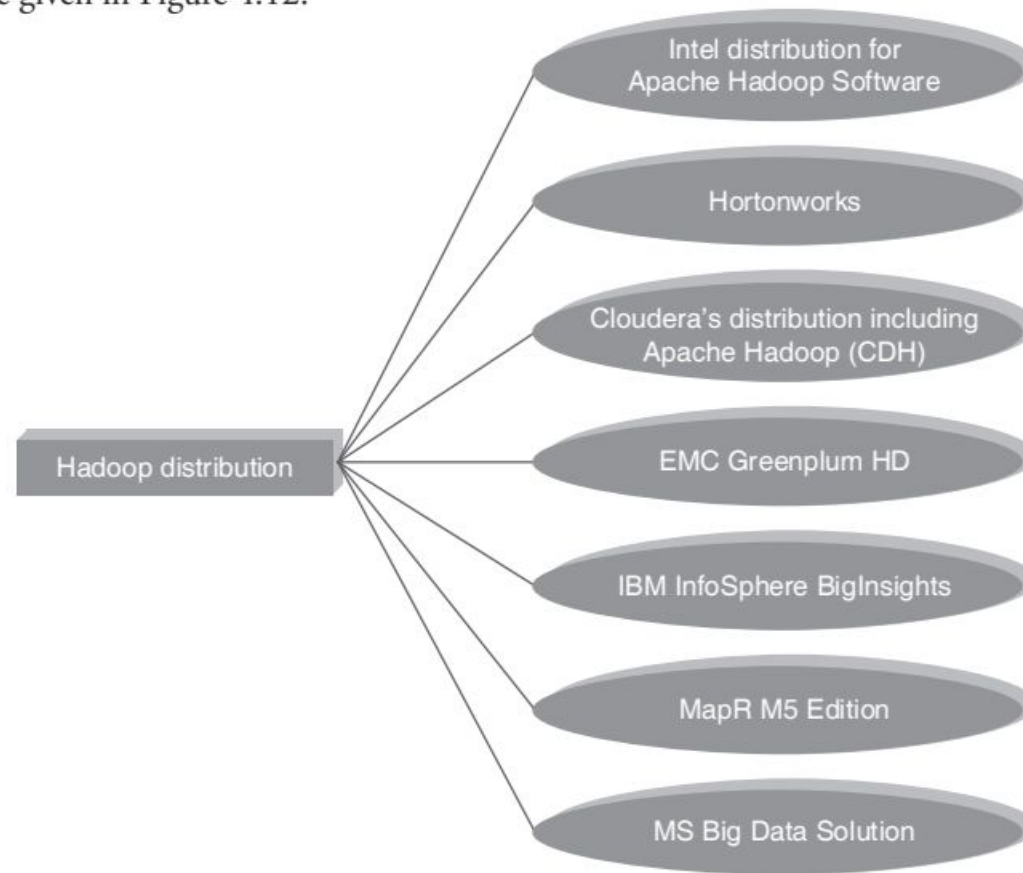 given in Figure 4.12.
Intel distribution for
Apache Hadoop Software
Hortonworks
Cloudera's distribution including
Apache Hadoop (CDH)
Hadoop distribution
EMC Greenplum HD
IBM InfoSphere BigInsights
MapR M5 Edition
MS Big Data Solution